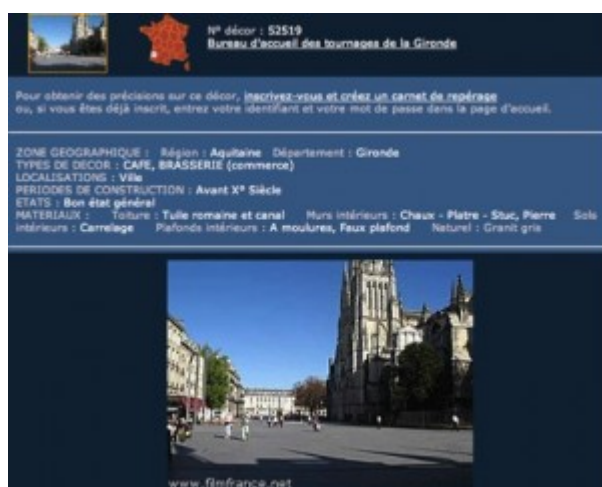 N° décor : 52519
Bureau d'accueil des tournages de la Gironde
Pour obtenir des précisions sur ce décor, inscrivez-vous et créez un carnet de repérage
ou, si vous êtes déjà inscrit, entrez votre identifiant et votre mot de passe dans la page d'accueil.
ZONE GEOGRAPHIQUE : Région : Aquitaine Département : Gironde
TYPES DE DECOR : CAFE, BRASSERIE (commerce)
LOCALISATIONS : Ville
PERIODES DE CONSTRUCTION : Avant X° Siècle
ETATS : Bon état général
MATERIAUX : Toiture : Tuile romaine et canal Murs intérieurs : Chaux - Platre - Stuc, Pierre Sols
intérieurs : Carrelage Plafonds intérieurs : A moulures, Faux plafond Naturel : Granit gris
www.filmfrance.net